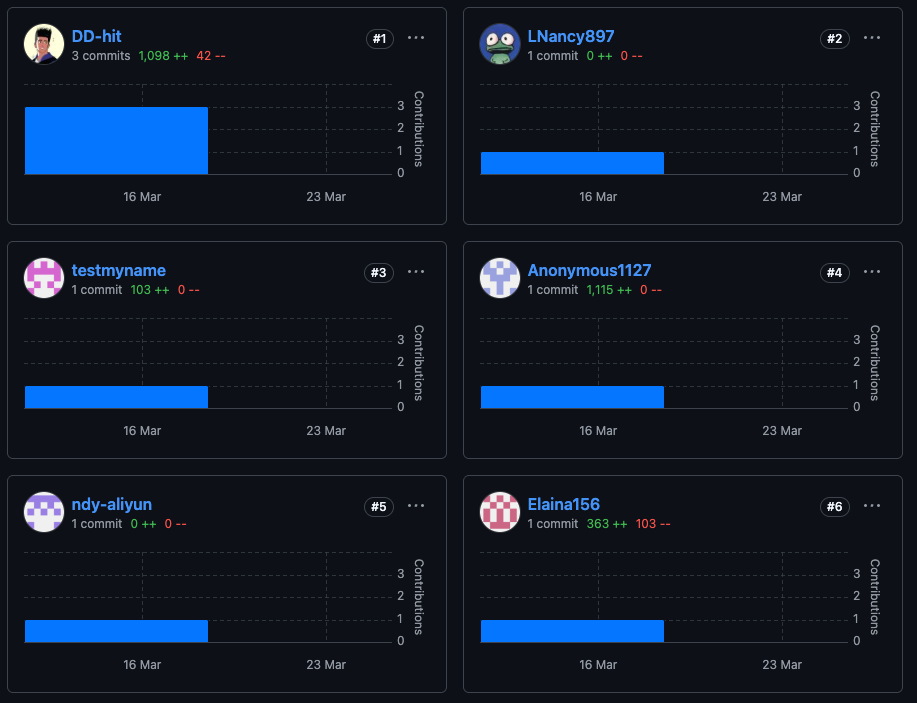 DD-hit #1 ···
3 commits 1,098 ++ 42 --
3
2
1
0
Contributions
16 Mar 23 Mar
LNancy897 #2 ···
1 commit 0 ++ 0 --
3
2
1
0
Contributions
16 Mar 23 Mar
testmyname #3 ···
1 commit 103 ++ 0 --
3
2
1
0
Contributions
16 Mar 23 Mar
Anonymous1127 #4 ···
1 commit 1,115 ++ 0 --
3
2
1
0
Contributions
16 Mar 23 Mar
ndy-aliyun #5 ···
1 commit 0 ++ 0 --
3
2
1
0
Contributions
16 Mar 23 Mar
Elaina156 #6 ···
1 commit 363 ++ 103 --
3
2
1
0
Contributions
16 Mar 23 Mar